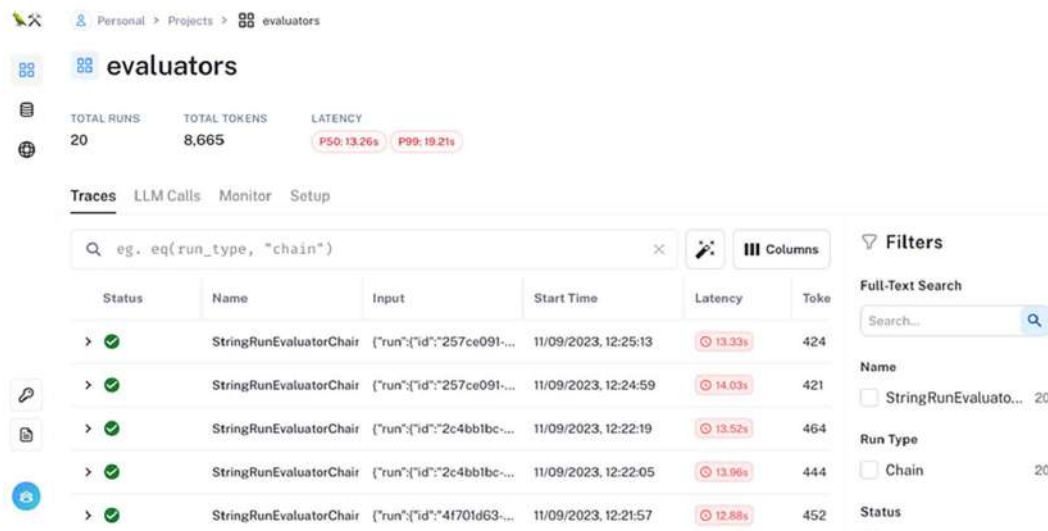 Personal > Projects > evaluators
evaluators
TOTAL RUNS TOTAL TOKENS LATENCY
20 8,665 P50: 13.26s P99: 19.21s
Traces LLM Calls Monitor Setup
eg. eq(run_type, "chain") Columns
Filters
Full-Text Search
Search...
Name
StringRunEvaluato... 20
Run Type
Chain 20
Status
Status Name Input Start Time Latency Toke
StringRunEvaluatorChair {"run":{"id":"257ce091-... 11/09/2023, 12:25:13 13.33s 424
StringRunEvaluatorChair {"run":{"id":"257ce091-... 11/09/2023, 12:24:59 14.03s 421
StringRunEvaluatorChair {"run":{"id":"2c4bb1bc-... 11/09/2023, 12:22:19 13.52s 464
StringRunEvaluatorChair {"run":{"id":"2c4bb1bc-... 11/09/2023, 12:22:05 13.96s 444
StringRunEvaluatorChair {"run":{"id":"4f701d63-... 11/09/2023, 12:21:57 12.88s 452